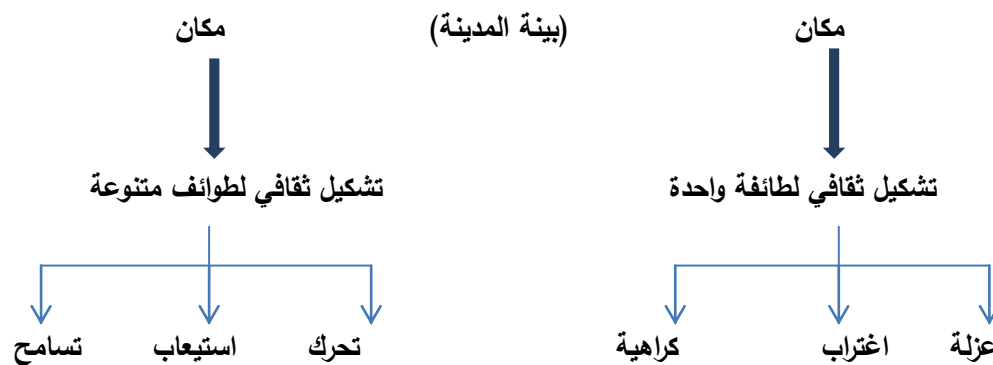 مكان (بينة المدينة) مكان
تشكيل ثقافي لطائفة واحدة تشكيل ثقافي لطوائف متنوعة
عزلة اغتراب كراهية تحرك استيعاب تسامح